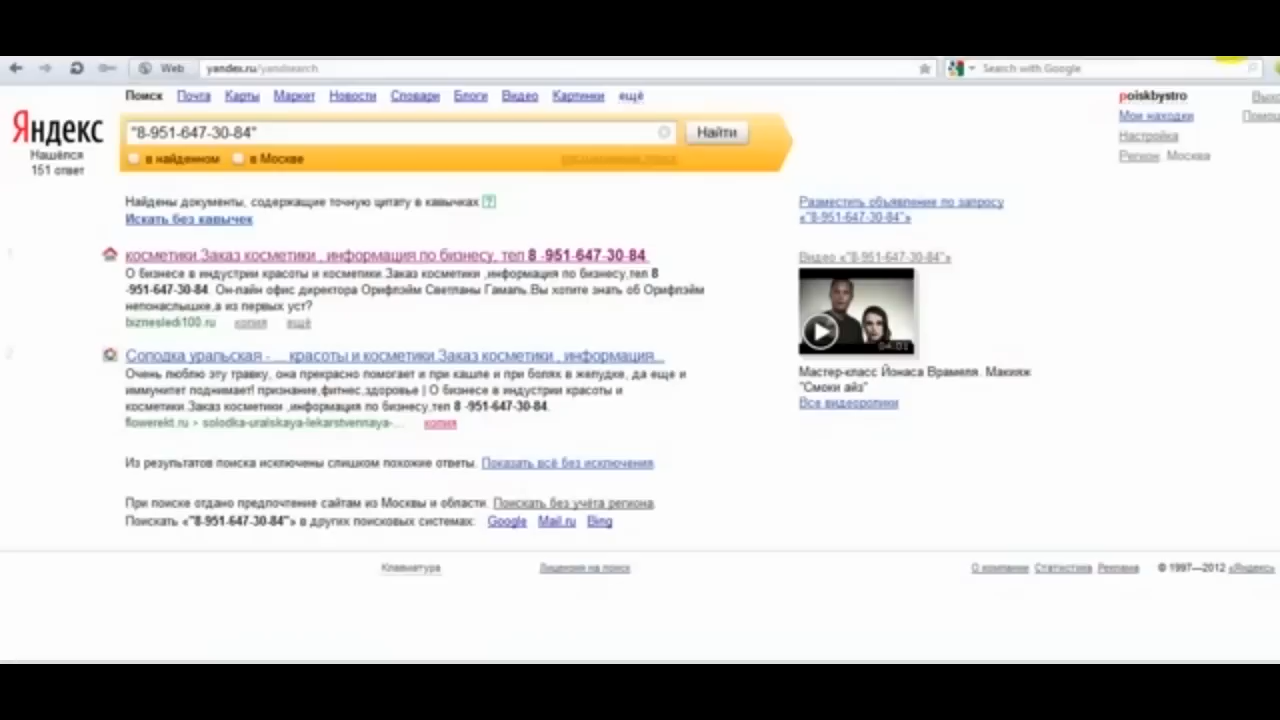 Web
yandex.ru/yandsearch
Search with Google
Поиск Почта Карты Маркет Новости Словари Блоги Видео Картинки ещё
poiskbystro
Мои находки
Настройка
Регион: Москва
Яндекс
Нашёлся
151 ответ
"8-951-647-30-84"
Найти
в найденном в Москве
Найдены документы, содержащие точную цитату в кавычках ?
Искать без кавычек
Разместить объявление по запросу
«"8-951-647-30-84"»
1
косметики.Заказ косметики , информация по бизнесу, тел 8 -951-647-30-84.
О бизнесе в индустрии красоты и косметики.Заказ косметики ,информация по бизнесу,тел 8
-951-647-30-84. Он-лайн офис директора Орифлэйм Светланы Гамаль.Вы хотите знать об Орифлэйм
непонаслышке,а из первых уст?
biznesledi100.ru копия ещё
2
Солодка уральская - ... красоты и косметики.Заказ косметики , информация...
Очень люблю эту травку, она прекрасно помогает и при кашле и при болях в желудке, да еще и
иммунитет поднимает! признание,фитнес,здоровье | О бизнесе в индустрии красоты и
косметики.Заказ косметики ,информация по бизнесу,тел 8 -951-647-30-84.
flowerekt.ru > solodka-uralskaya-lekarstvennaya-... копия
Видео «"8-951-647-30-84"»
04:01
Мастер-класс Йонаса Врамеля. Макияж
"Смоки айз"
Все видеоролики
Из результатов поиска исключены слишком похожие ответы. Показать всё без исключения
При поиске отдано предпочтение сайтам из Москвы и области. Поискать без учёта региона
Поискать «"8-951-647-30-84"» в других поисковых системах: Google Mail.ru Bing
Клавиатура
Лицензия на поиск
О компании Статистика Реклама © 1997—2012 «Яндекс»